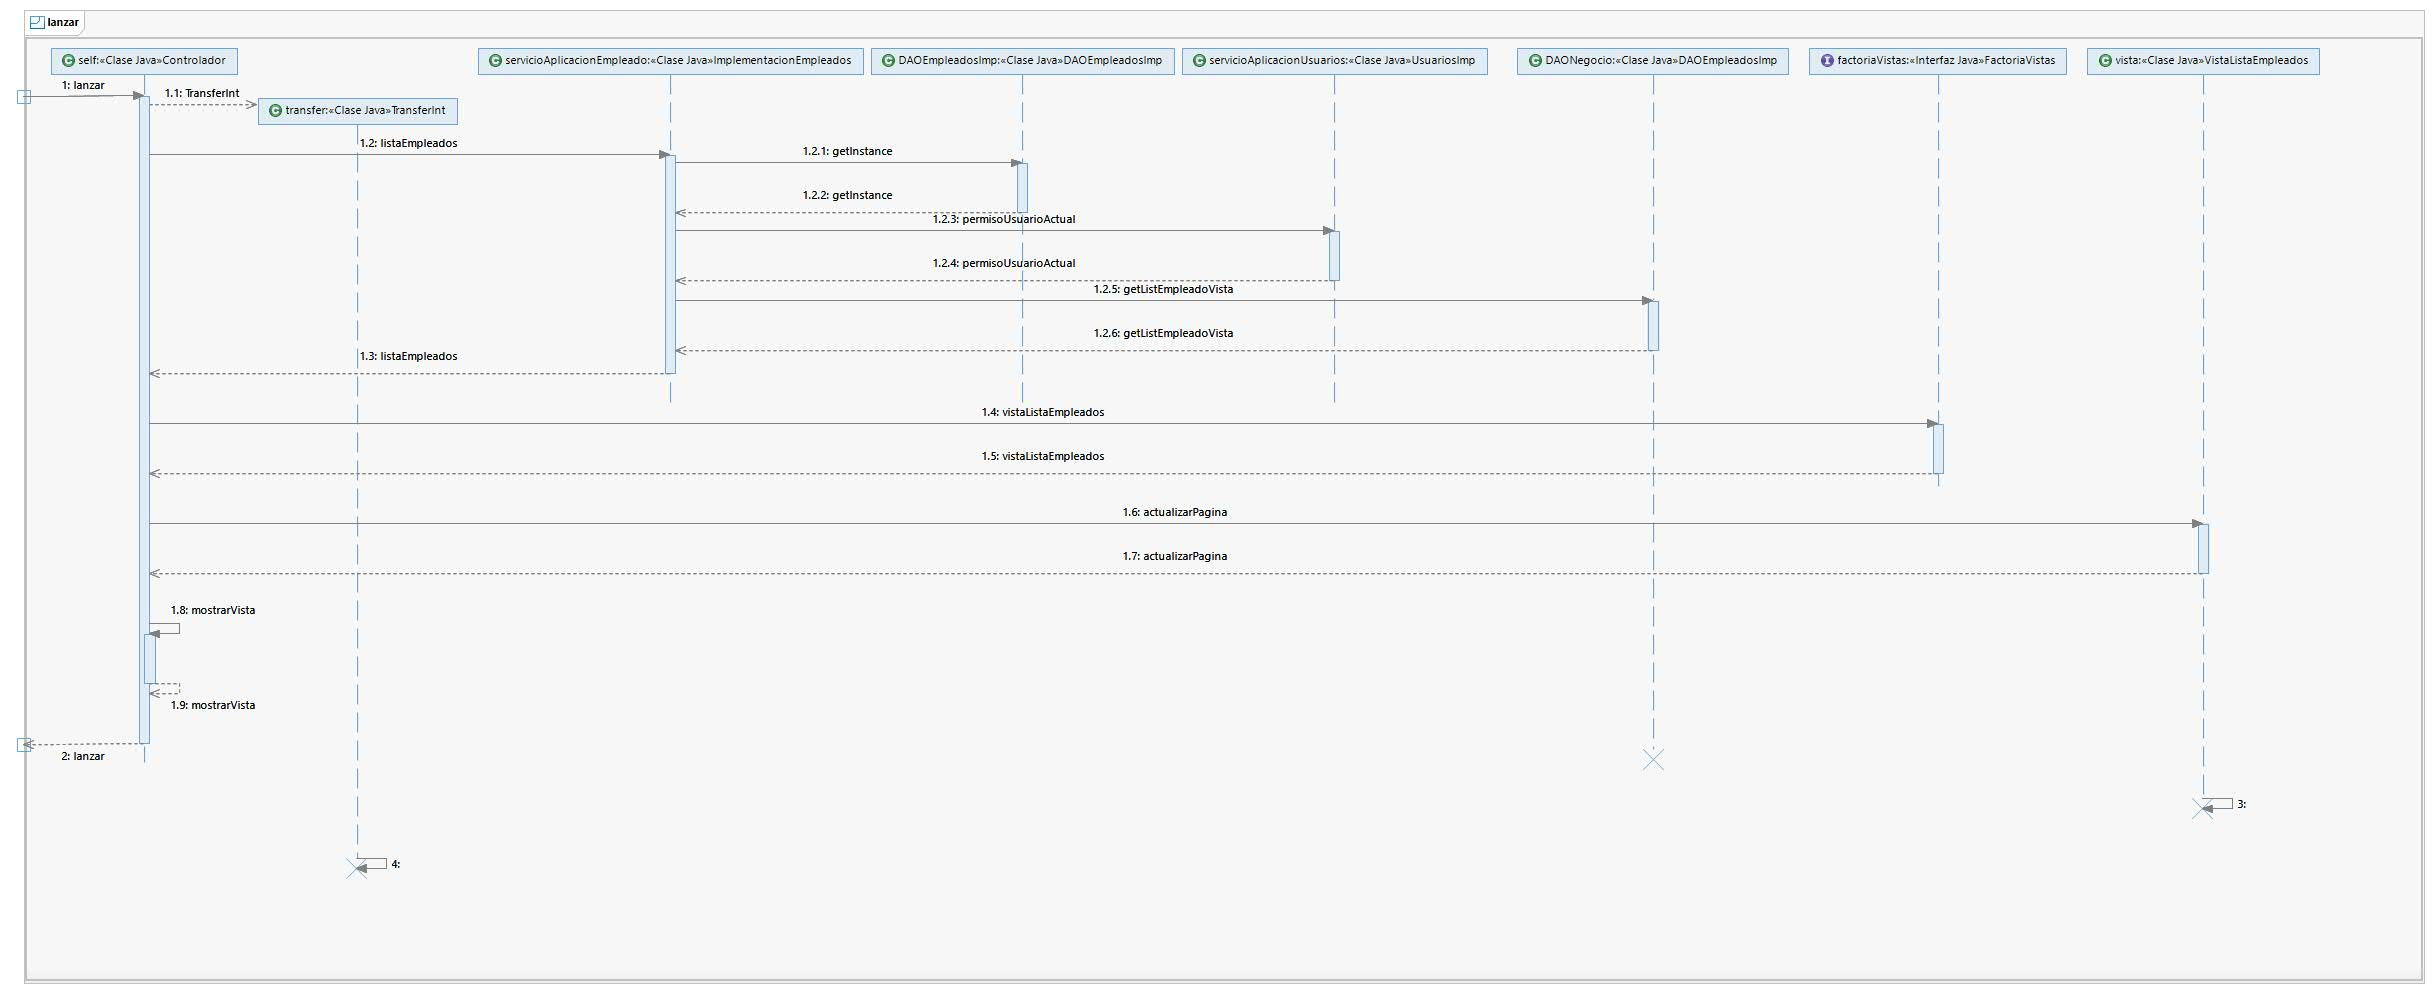 lanzar
self:«Clase Java»Controlador
servicioAplicacionEmpleado:«Clase Java»ImplementacionEmpleados
DAOEmpleadosImp:«Clase Java»DAOEmpleadosImp
servicioAplicacionUsuarios:«Clase Java»UsuariosImp
DAONegocio:«Clase Java»DAOEmpleadosImp
factoriaVistas:«Interfaz Java»FactoriaVistas
vista:«Clase Java»VistaListaEmpleados
1: lanzar
1.1: TransferInt
transfer:«Clase Java»TransferInt
1.2: listaEmpleados
1.2.1: getInstance
1.2.2: getInstance
1.2.3: permisoUsuarioActual
1.2.4: permisoUsuarioActual
1.2.5: getListEmpleadoVista
1.2.6: getListEmpleadoVista
1.3: listaEmpleados
1.4: vistaListaEmpleados
1.5: vistaListaEmpleados
1.6: actualizarPagina
1.7: actualizarPagina
1.8: mostrarVista
1.9: mostrarVista
2: lanzar
3:
4: